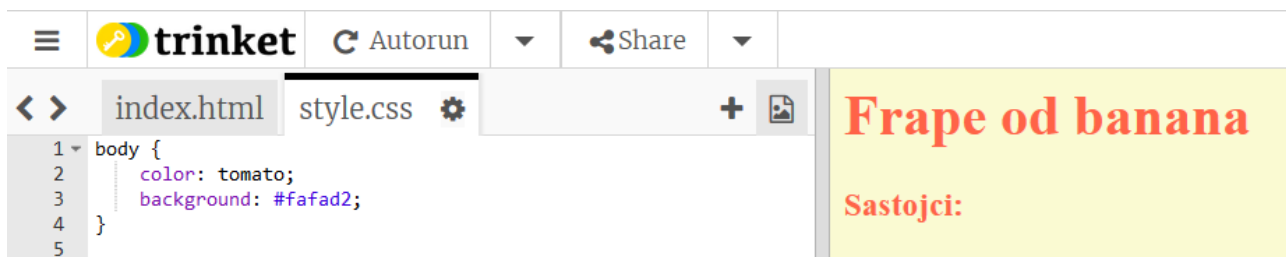 trinket Autorun Share
index.html style.css
1 body {
2 color: tomato;
3 background: #fafad2;
4 }
5
Frape od banana
Sastojci: